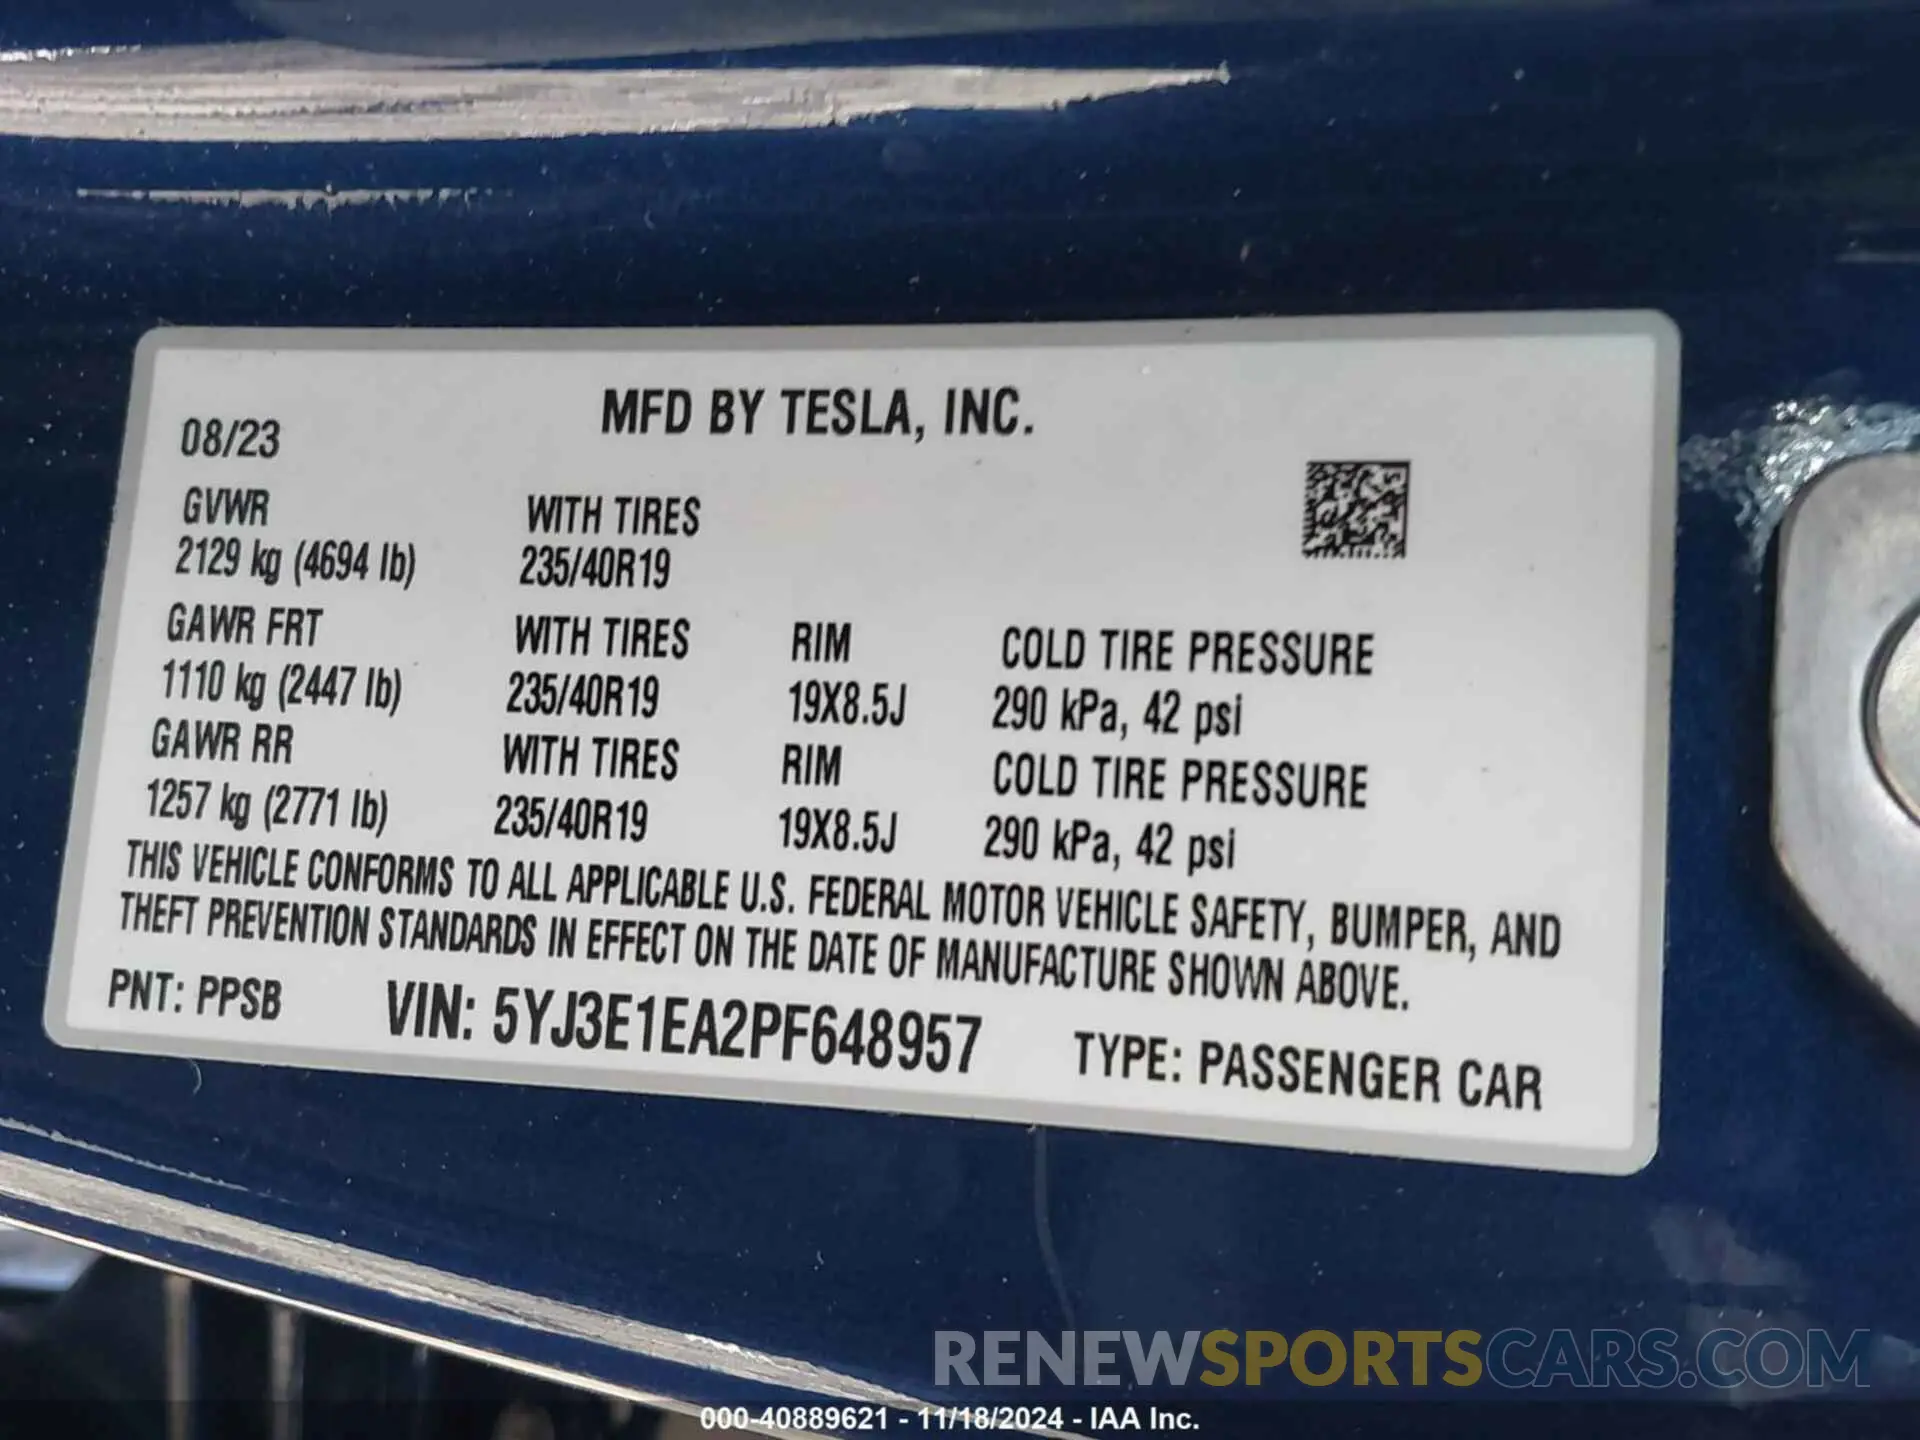 MFD BY TESLA, INC.
08/23
GVWR WITH TIRES
2129 kg (4694 lb) 235/40R19
GAWR FRT WITH TIRES RIM COLD TIRE PRESSURE
1110 kg (2447 lb) 235/40R19 19X8.5J 290 kPa, 42 psi
GAWR RR WITH TIRES RIM COLD TIRE PRESSURE
1257 kg (2771 lb) 235/40R19 19X8.5J 290 kPa, 42 psi
THIS VEHICLE CONFORMS TO ALL APPLICABLE U.S. FEDERAL MOTOR VEHICLE SAFETY, BUMPER, AND
THEFT PREVENTION STANDARDS IN EFFECT ON THE DATE OF MANUFACTURE SHOWN ABOVE.
PNT: PPSB VIN: 5YJ3E1EA2PF648957 TYPE: PASSENGER CAR
RENEWSPORTSCARS.COM
000-40889621 - 11/18/2024 - IAA Inc.